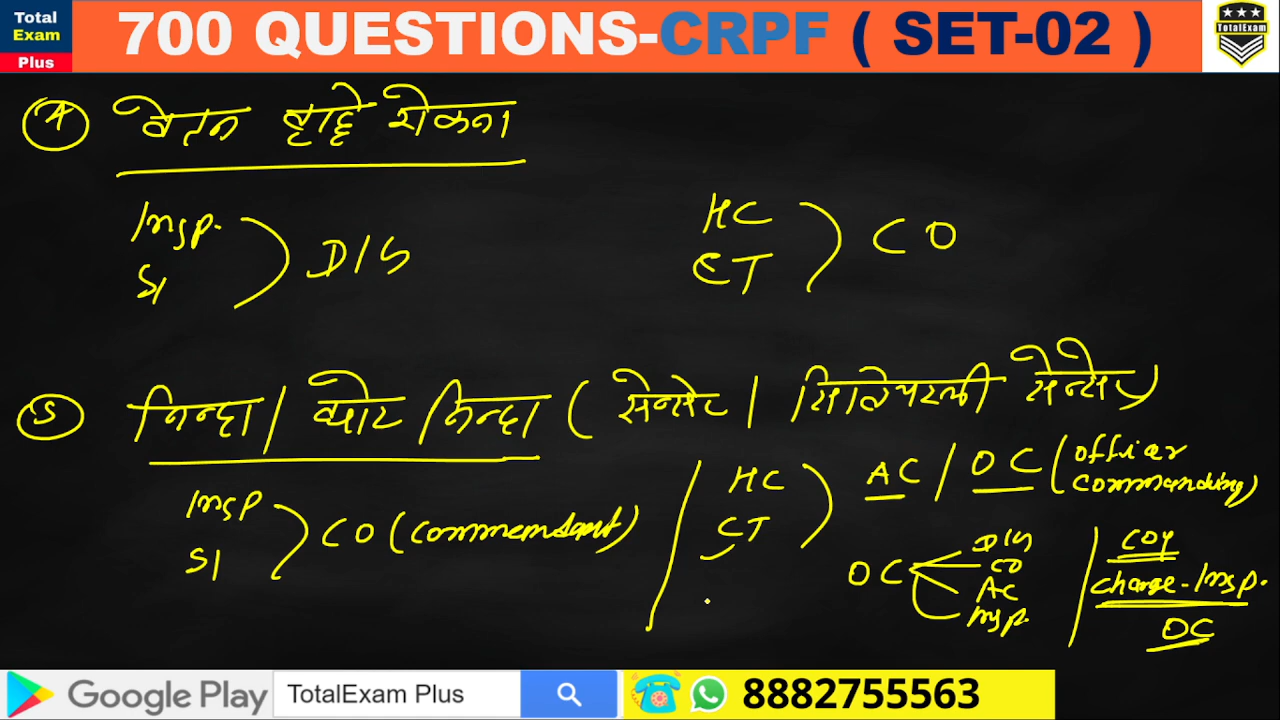 Total
Exam
Plus
700 QUESTIONS-CRPF ( SET-02 )
TotalExam
4 वेतन वृद्धि रोकना
Insp.
SI
) DIG
HC
CT
) CO
5 निन्दा / घोर निन्दा ( सेन्सर / सिवियरली सेन्सर )
Insp
SI
) CO (Commandant)
HC
CT
) AC / OC (officer
commanding)
OC
DIG
CO
AC
Insp.
COY
charge-Insp.
OC
Google Play
TotalExam Plus
8882755563